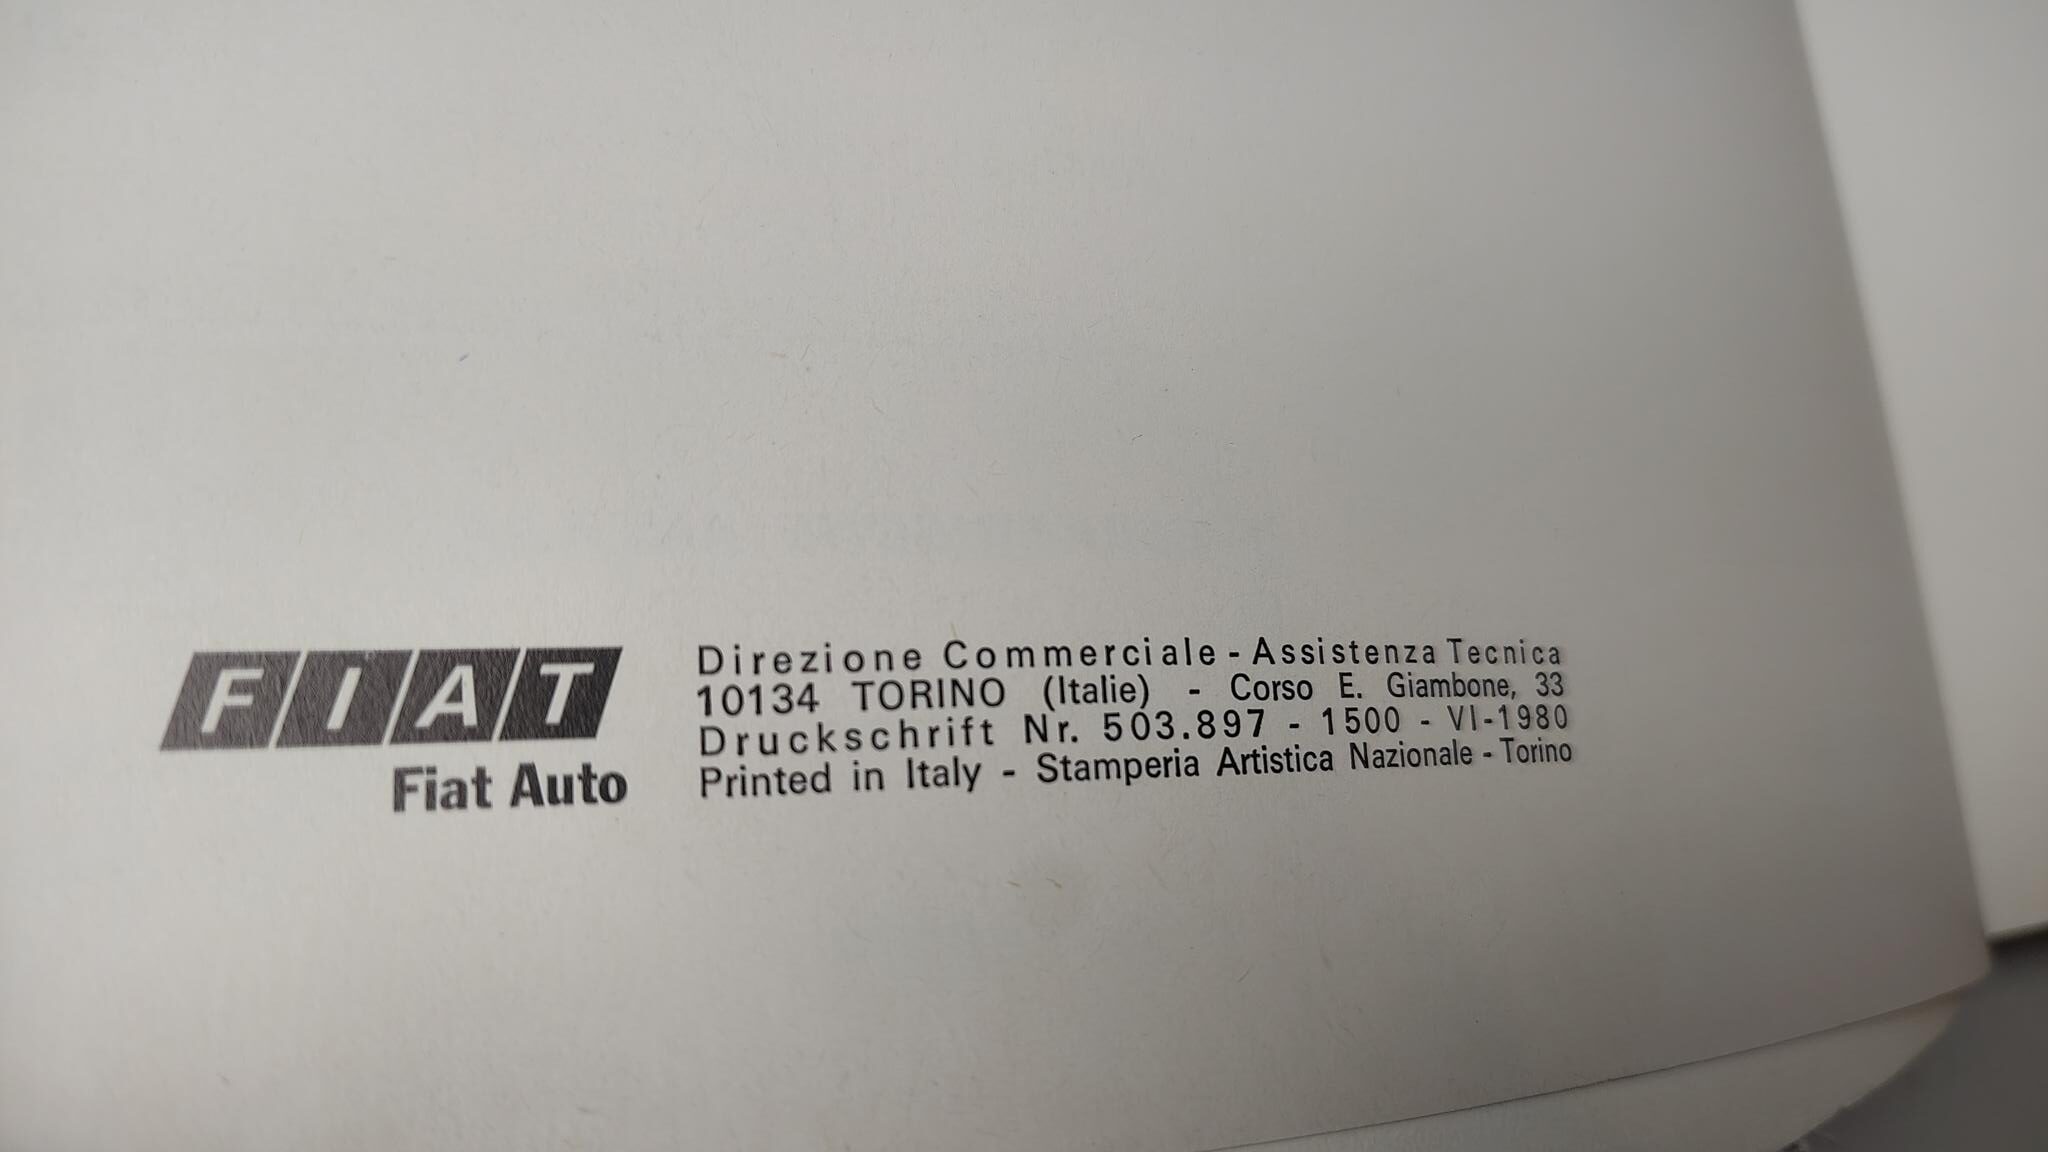 FIAT
Fiat Auto
Direzione Commerciale - Assistenza Tecnica
10134 TORINO (Italie) - Corso E. Giambone, 33
Druckschrift Nr. 503.897 - 1500 - VI-1980
Printed in Italy - Stamperia Artistica Nazionale - Torino